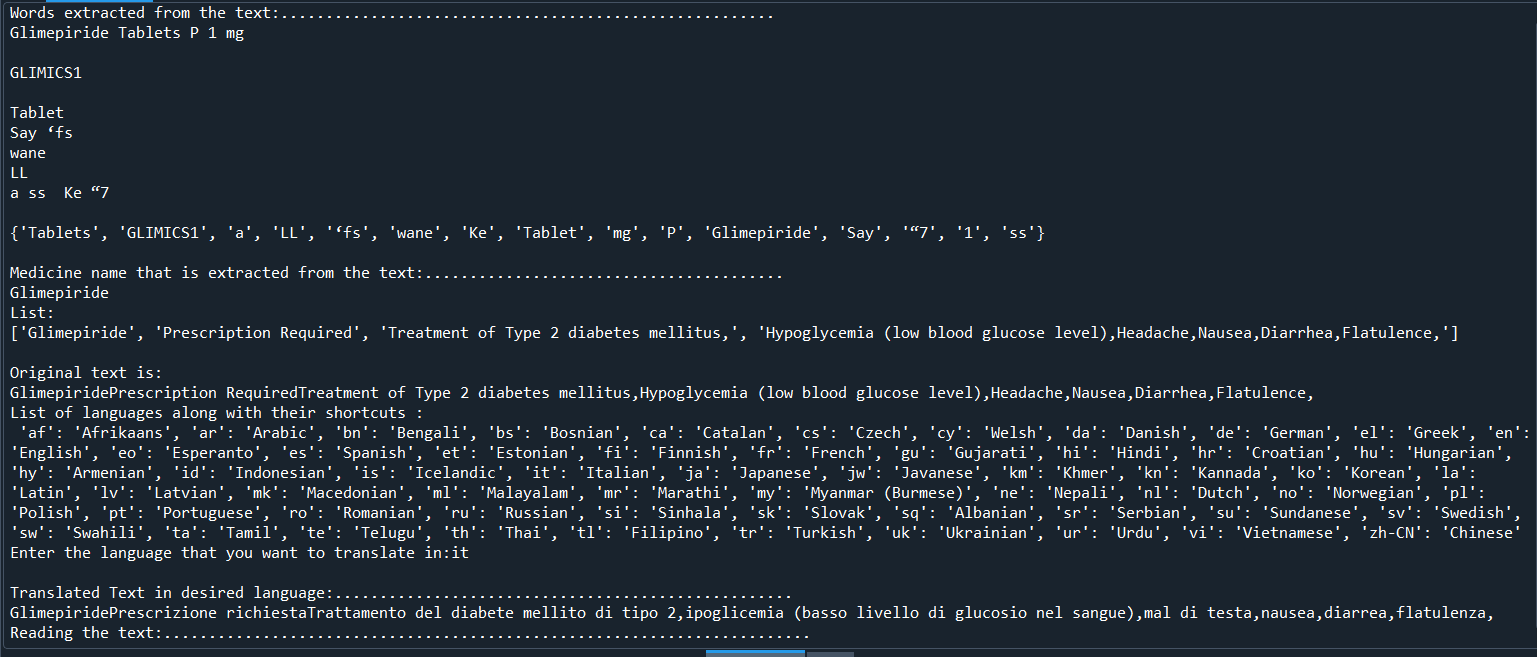 Words extracted from the text:.......................................................
Glimepiride Tablets P 1 mg
GLIMICS1
Tablet
Say ‘fs
wane
LL
a ss  Ke “7
{'Tablets', 'GLIMICS1', 'a', 'LL', '‘fs', 'wane', 'Ke', 'Tablet', 'mg', 'P', 'Glimepiride', 'Say', '“7', '1', 'ss'}
Medicine name that is extracted from the text:........................................
Glimepiride
List:
['Glimepiride', 'Prescription Required', 'Treatment of Type 2 diabetes mellitus,', 'Hypoglycemia (low blood glucose level),Headache,Nausea,Diarrhea,Flatulence,']
Original text is:
GlimepiridePrescription RequiredTreatment of Type 2 diabetes mellitus,Hypoglycemia (low blood glucose level),Headache,Nausea,Diarrhea,Flatulence,
List of languages along with their shortcuts :
 'af': 'Afrikaans', 'ar': 'Arabic', 'bn': 'Bengali', 'bs': 'Bosnian', 'ca': 'Catalan', 'cs': 'Czech', 'cy': 'Welsh', 'da': 'Danish', 'de': 'German', 'el': 'Greek', 'en':
'English', 'eo': 'Esperanto', 'es': 'Spanish', 'et': 'Estonian', 'fi': 'Finnish', 'fr': 'French', 'gu': 'Gujarati', 'hi': 'Hindi', 'hr': 'Croatian', 'hu': 'Hungarian',
'hy': 'Armenian', 'id': 'Indonesian', 'is': 'Icelandic', 'it': 'Italian', 'ja': 'Japanese', 'jw': 'Javanese', 'km': 'Khmer', 'kn': 'Kannada', 'ko': 'Korean', 'la':
'Latin', 'lv': 'Latvian', 'mk': 'Macedonian', 'ml': 'Malayalam', 'mr': 'Marathi', 'my': 'Myanmar (Burmese)', 'ne': 'Nepali', 'nl': 'Dutch', 'no': 'Norwegian', 'pl':
'Polish', 'pt': 'Portuguese', 'ro': 'Romanian', 'ru': 'Russian', 'si': 'Sinhala', 'sk': 'Slovak', 'sq': 'Albanian', 'sr': 'Serbian', 'su': 'Sundanese', 'sv': 'Swedish',
'sw': 'Swahili', 'ta': 'Tamil', 'te': 'Telugu', 'th': 'Thai', 'tl': 'Filipino', 'tr': 'Turkish', 'uk': 'Ukrainian', 'ur': 'Urdu', 'vi': 'Vietnamese', 'zh-CN': 'Chinese'
Enter the language that you want to translate in:it
Translated Text in desired language:...................................................
GlimepiridePrescrizione richiestaTrattamento del diabete mellito di tipo 2,ipoglicemia (basso livello di glucosio nel sangue),mal di testa,nausea,diarrea,flatulenza,
Reading the text:........................................................................